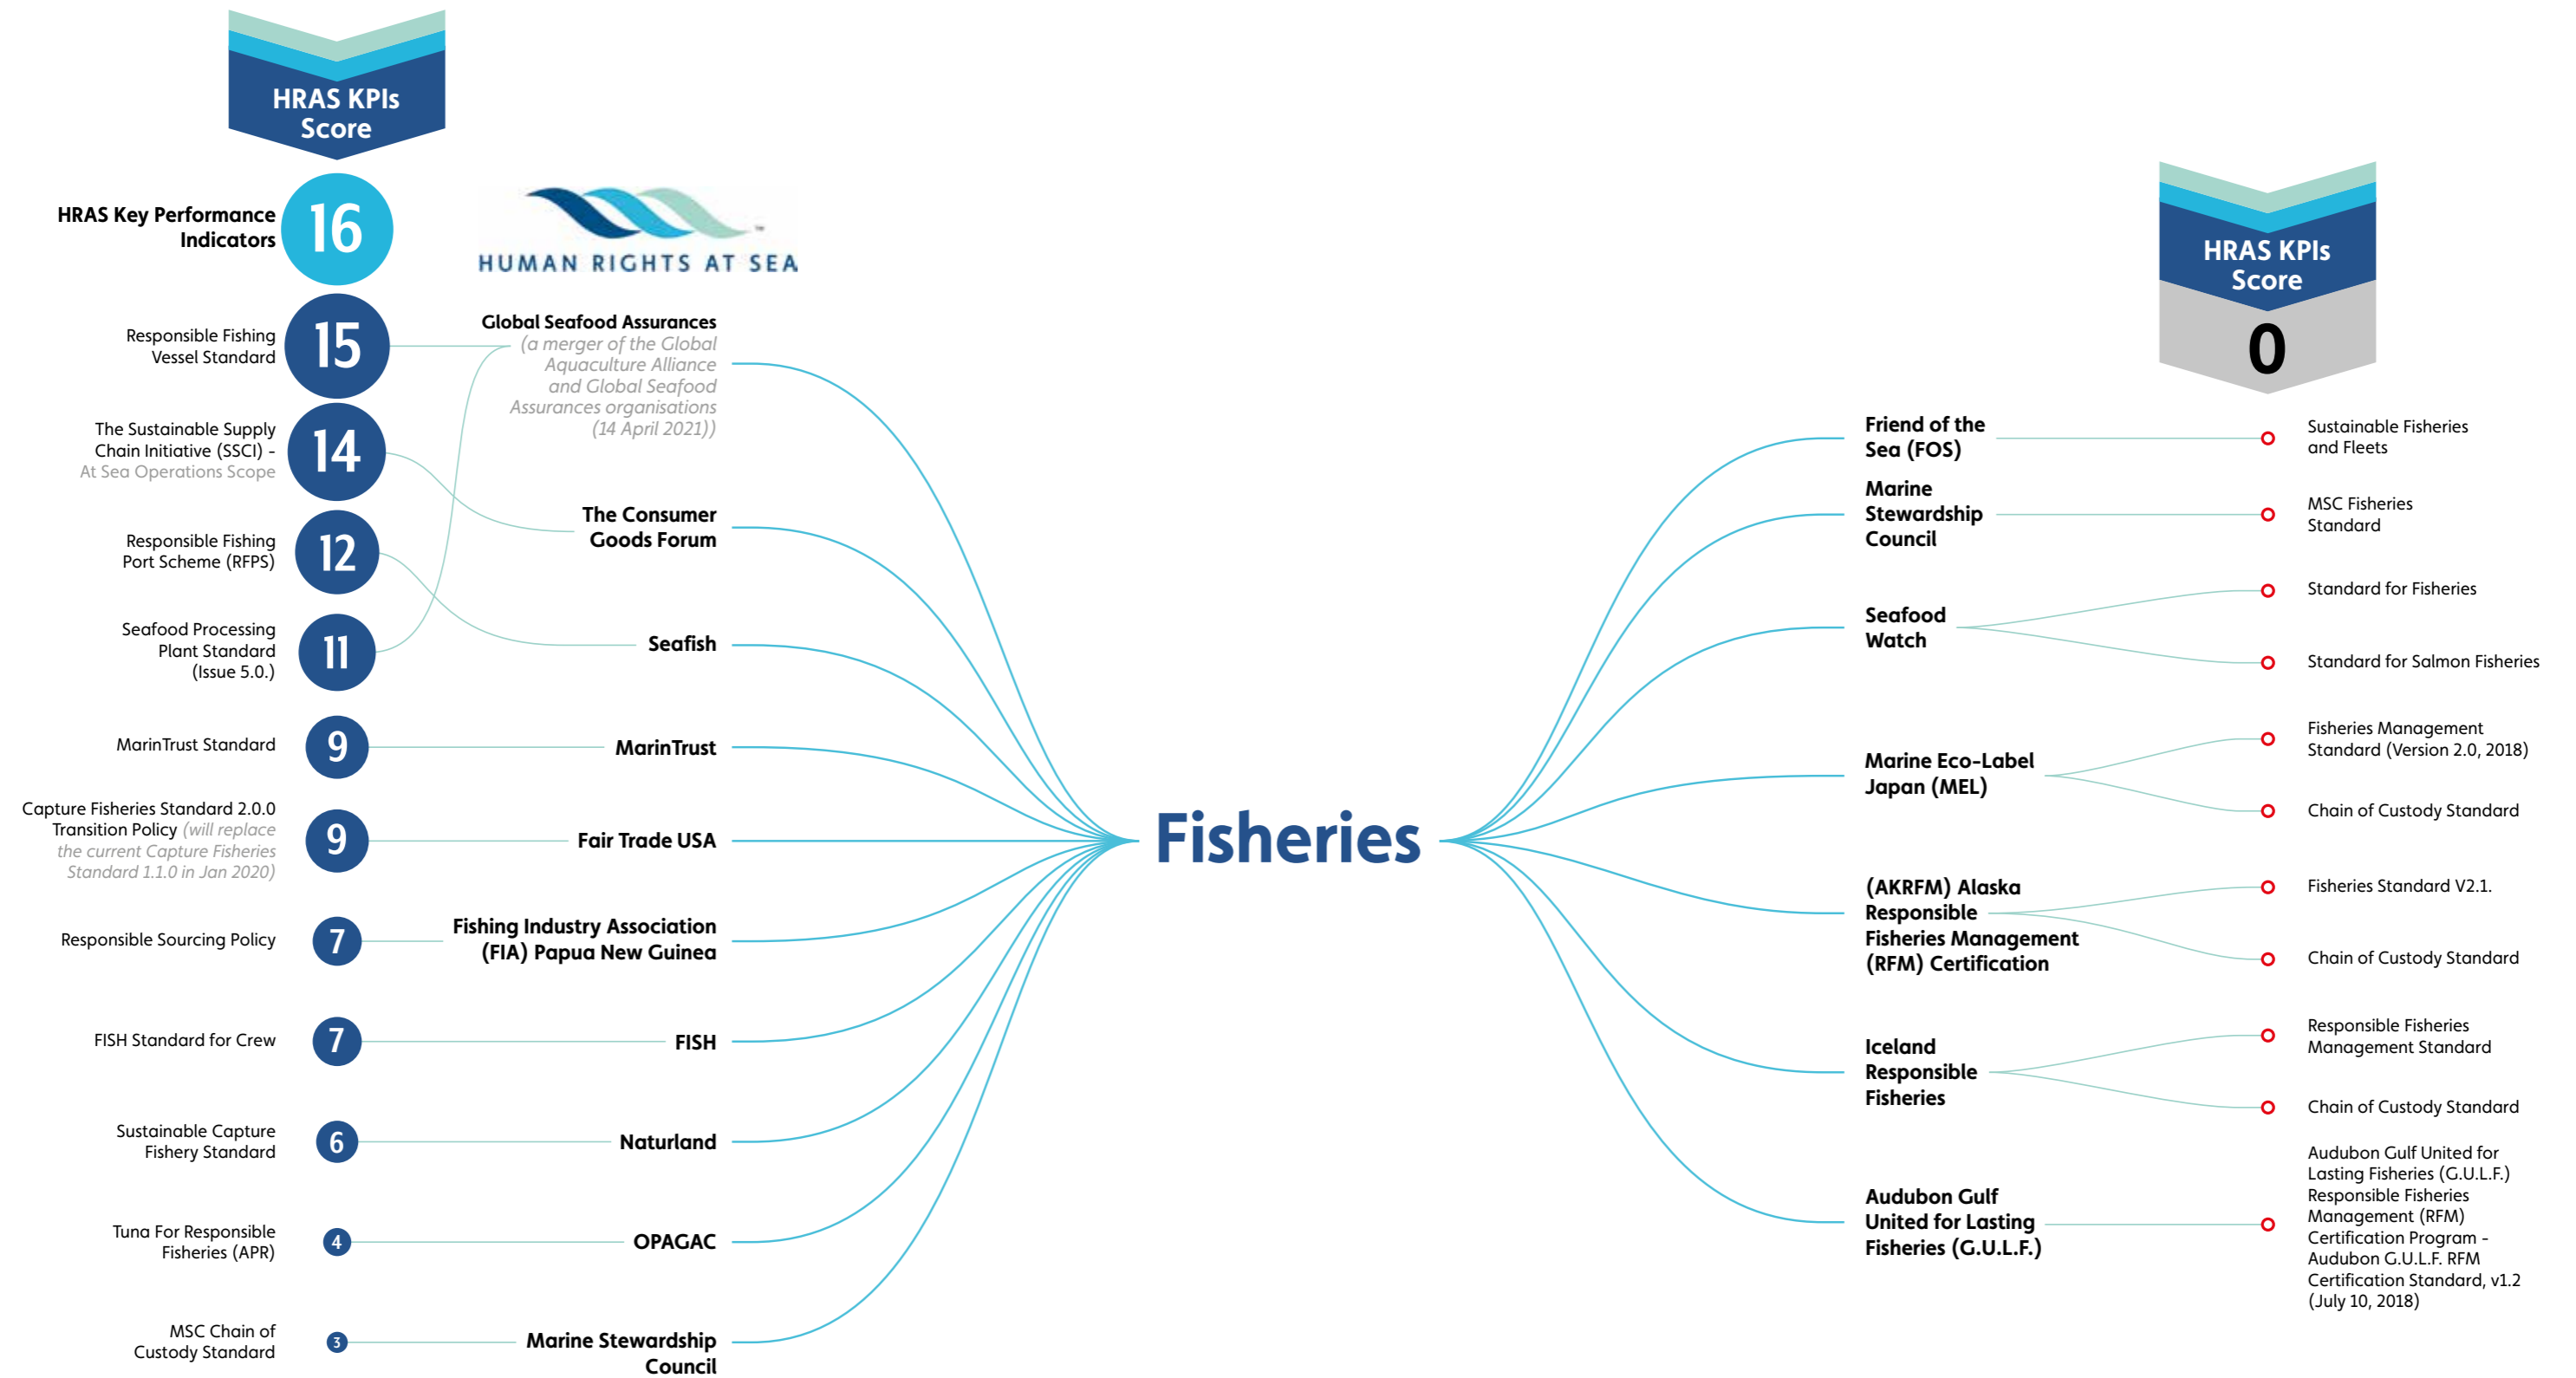 HRAS KPIs
Score
HRAS Key Performance
Indicators
16
HUMAN RIGHTS AT SEA
™
Responsible Fishing
Vessel Standard
15
Global Seafood Assurances
(a merger of the Global
Aquaculture Alliance
and Global Seafood
Assurances organisations
(14 April 2021))
The Sustainable Supply
Chain Initiative (SSCI) -
At Sea Operations Scope
14
The Consumer
Goods Forum
Responsible Fishing
Port Scheme (RFPS)
12
Seafish
Seafood Processing
Plant Standard
(Issue 5.0.)
11
MarinTrust Standard
9
MarinTrust
Capture Fisheries Standard 2.0.0
Transition Policy (will replace
the current Capture Fisheries
Standard 1.1.0 in Jan 2020)
9
Fair Trade USA
Responsible Sourcing Policy
7
Fishing Industry Association
(FIA) Papua New Guinea
FISH Standard for Crew
7
FISH
Sustainable Capture
Fishery Standard
6
Naturland
Tuna For Responsible
Fisheries (APR)
4
OPAGAC
MSC Chain of
Custody Standard
3
Marine Stewardship
Council
Fisheries
HRAS KPIs
Score
0
Friend of the
Sea (FOS)
Sustainable Fisheries
and Fleets
Marine
Stewardship
Council
MSC Fisheries
Standard
Seafood
Watch
Standard for Fisheries
Standard for Salmon Fisheries
Marine Eco-Label
Japan (MEL)
Fisheries Management
Standard (Version 2.0, 2018)
Chain of Custody Standard
(AKRFM) Alaska
Responsible
Fisheries Management
(RFM) Certification
Fisheries Standard V2.1.
Chain of Custody Standard
Iceland
Responsible
Fisheries
Responsible Fisheries
Management Standard
Chain of Custody Standard
Audubon Gulf
United for Lasting
Fisheries (G.U.L.F.)
Audubon Gulf United for
Lasting Fisheries (G.U.L.F.)
Responsible Fisheries
Management (RFM)
Certification Program -
Audubon G.U.L.F. RFM
Certification Standard, v1.2
(July 10, 2018)